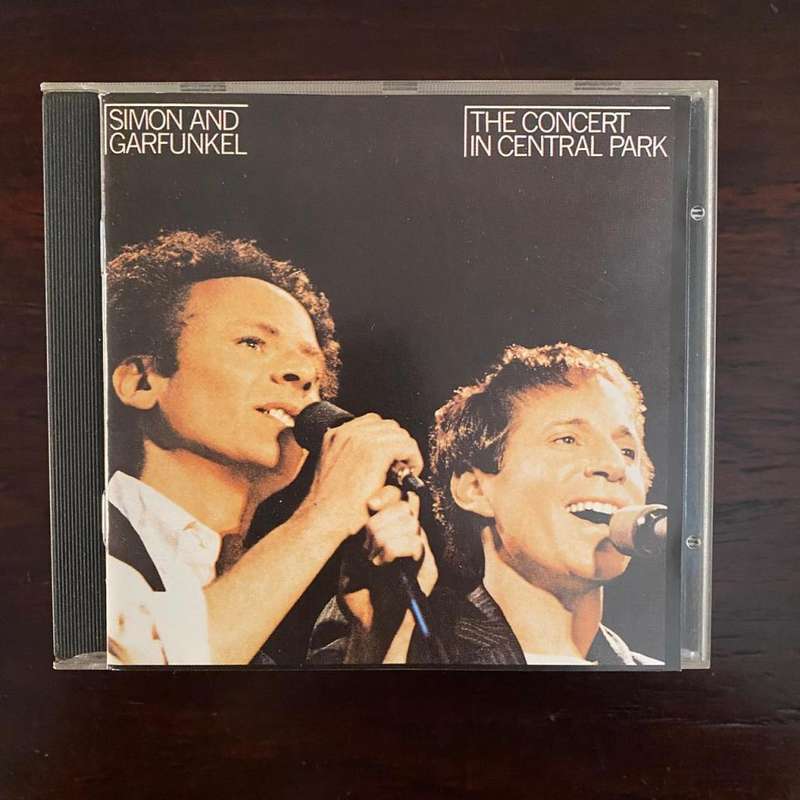 SIMON AND
GARFUNKEL
THE CONCERT
IN CENTRAL PARK